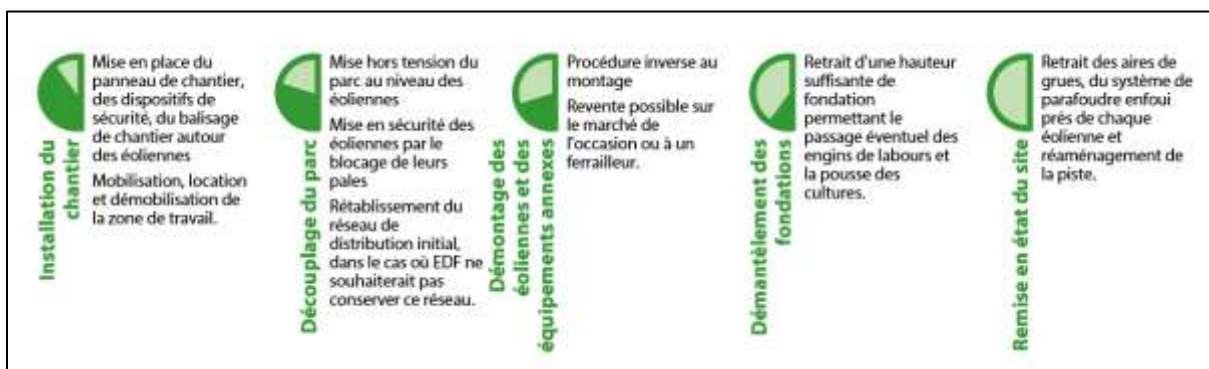 Installation du
chantier
Mise en place du
panneau de chantier,
des dispositifs de
sécurité, du balisage
de chantier autour
des éoliennes
Mobilisation, location
et démobilisation de
la zone de travail.
Découplage du parc
Mise hors tension du
parc au niveau des
éoliennes
Mise en sécurité des
éoliennes par le
blocage de leurs
pales
Rétablissement du
réseau de
distribution initial,
dans le cas où EDF ne
souhaiterait pas
conserver ce réseau.
Démontage des
éoliennes et des
équipements annexes
Procédure inverse au
montage
Revente possible sur
le marché de
l'occasion ou à un
ferrailleur.
Démantèlement des
fondations
Retrait d'une hauteur
suffisante de
fondation
permettant le
passage éventuel des
engins de labours et
la pousse des
cultures.
Remise en état du site
Retrait des aires de
grues, du système de
parafoudre enfoui
près de chaque
éolienne et
réaménagement de
la piste.